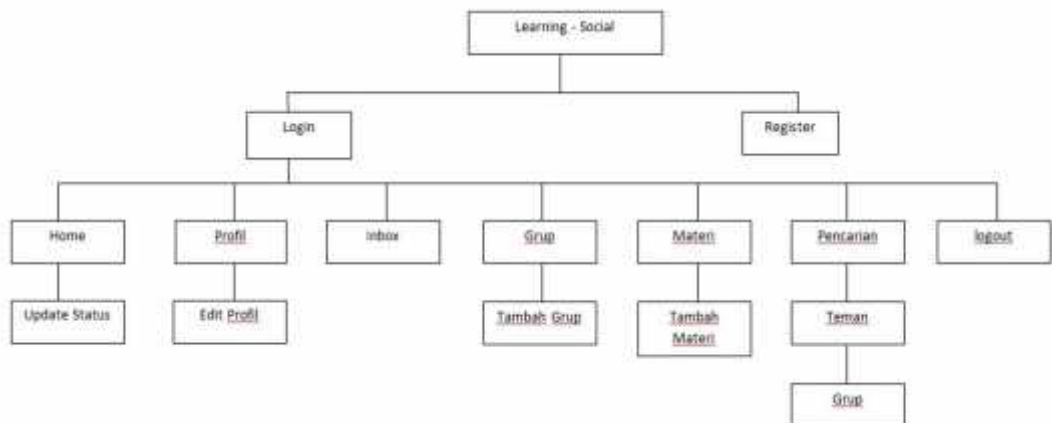 Learning - Social
Login
Register
Home
Profil
Inbox
Grup
Materi
Pencarian
logout
Update Status
Edit Profil
Tambah Grup
Tambah
Materi
Teman
Grup